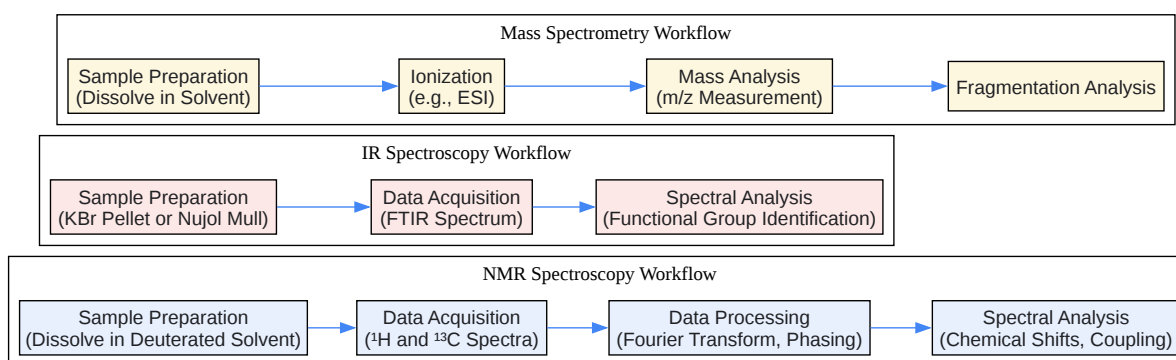 Mass Spectrometry Workflow
Sample Preparation
(Dissolve in Solvent)
Ionization
(e.g., ESI)
Mass Analysis
(m/z Measurement)
Fragmentation Analysis
IR Spectroscopy Workflow
Sample Preparation
(KBr Pellet or Nujol Mull)
Data Acquisition
(FTIR Spectrum)
Spectral Analysis
(Functional Group Identification)
NMR Spectroscopy Workflow
Sample Preparation
(Dissolve in Deuterated Solvent)
Data Acquisition
(¹H and ¹³C Spectra)
Data Processing
(Fourier Transform, Phasing)
Spectral Analysis
(Chemical Shifts, Coupling)